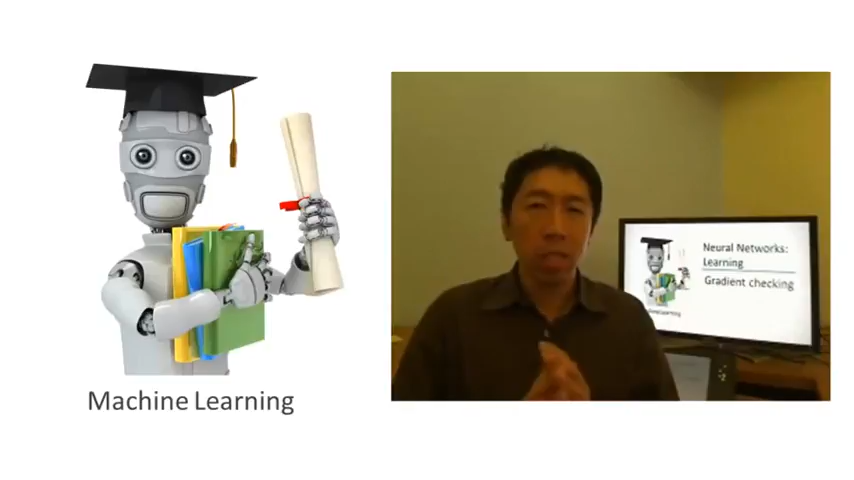 Machine Learning
Neural Networks:
Learning
Gradient checking